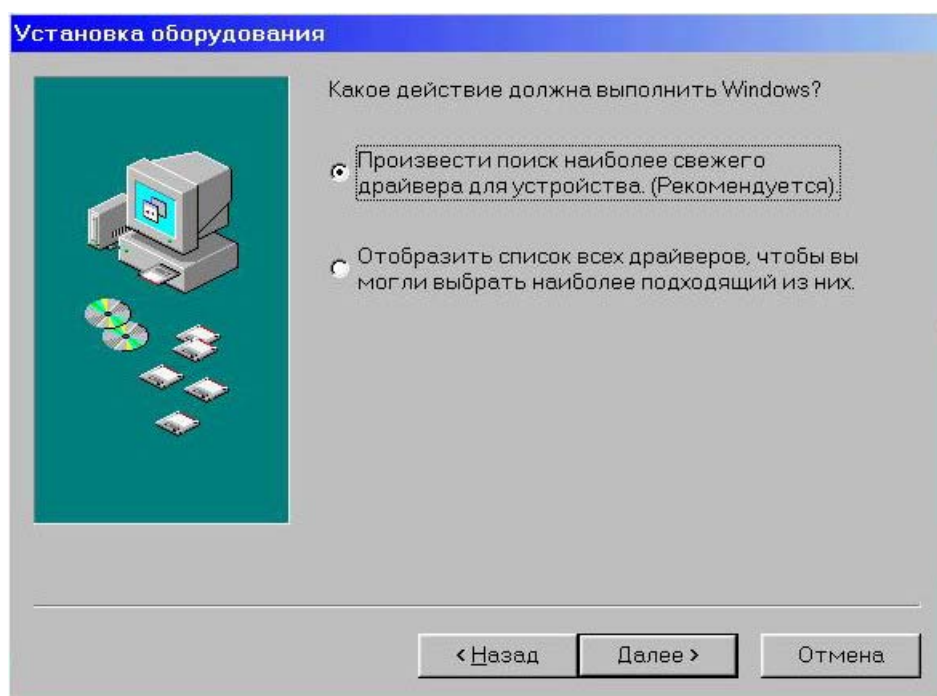 Установка оборудования
Какое действие должна выполнить Windows?
Произвести поиск наиболее свежего
драйвера для устройства. (Рекомендуется).
Отобразить список всех драйверов, чтобы вы
могли выбрать наиболее подходящий из них.
< Назад Далее > Отмена